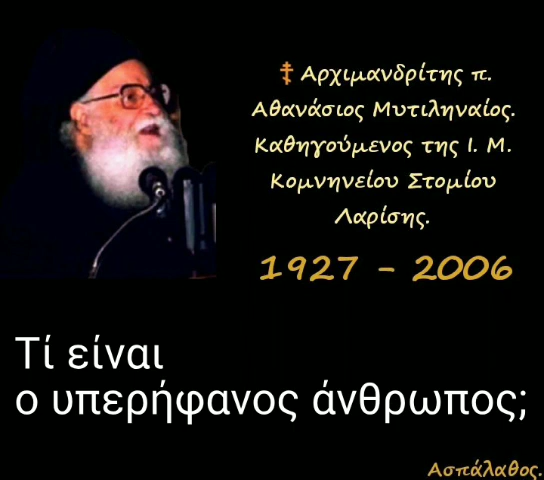 ‡ Αρχιμανδρίτης π.
Αθανάσιος Μυτιληναίος.
Καθηγούμενος της Ι. Μ.
Κομνηνείου Στομίου
Λαρίσης.
1927 - 2006
Τί είναι
ο υπερήφανος άνθρωπος;
Ασπάλαθος.